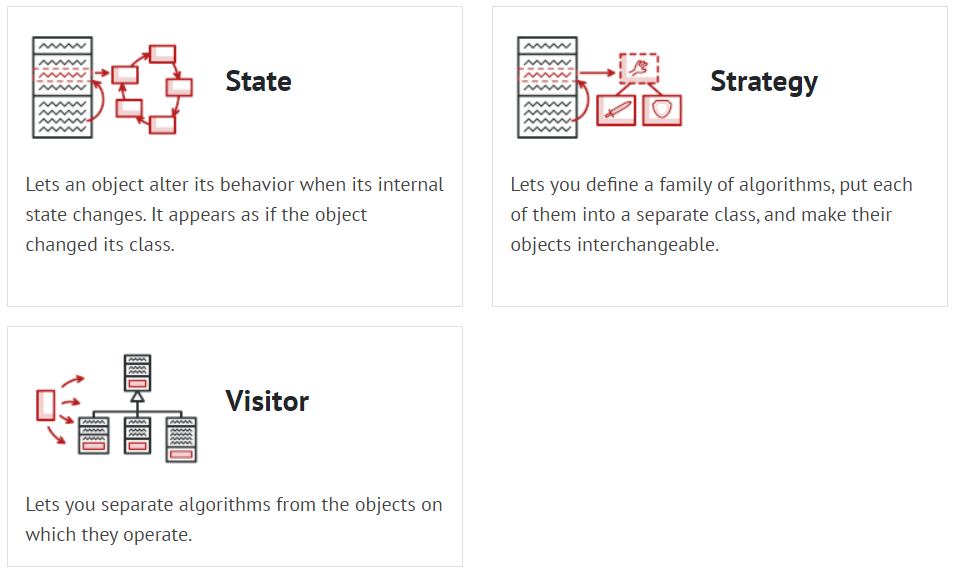 State
Lets an object alter its behavior when its internal
state changes. It appears as if the object
changed its class.
Strategy
Lets you define a family of algorithms, put each
of them into a separate class, and make their
objects interchangeable.
Visitor
Lets you separate algorithms from the objects on
which they operate.